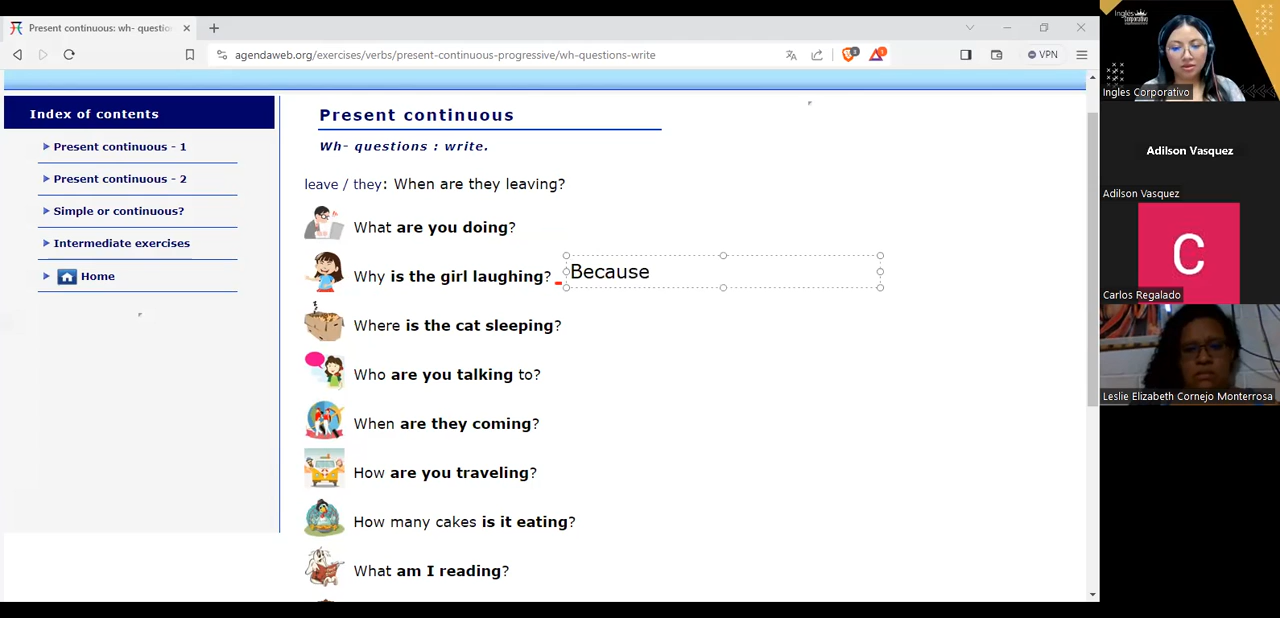 Present continuous: wh- questio
agendaweb.org/exercises/verbs/present-continuous-progressive/wh-questions-write
VPN
Index of contents
Present continuous - 1
Present continuous - 2
Simple or continuous?
Intermediate exercises
Home
Present continuous
Wh- questions : write.
leave / they: When are they leaving?
What are you doing?
Why is the girl laughing? Because
Where is the cat sleeping?
Who are you talking to?
When are they coming?
How are you traveling?
How many cakes is it eating?
What am I reading?
Inglés Corporativo
Ingles Corporativo
Adilson Vasquez
Adilson Vasquez
C
Carlos Regalado
Leslie Elizabeth Cornejo Monterrosa